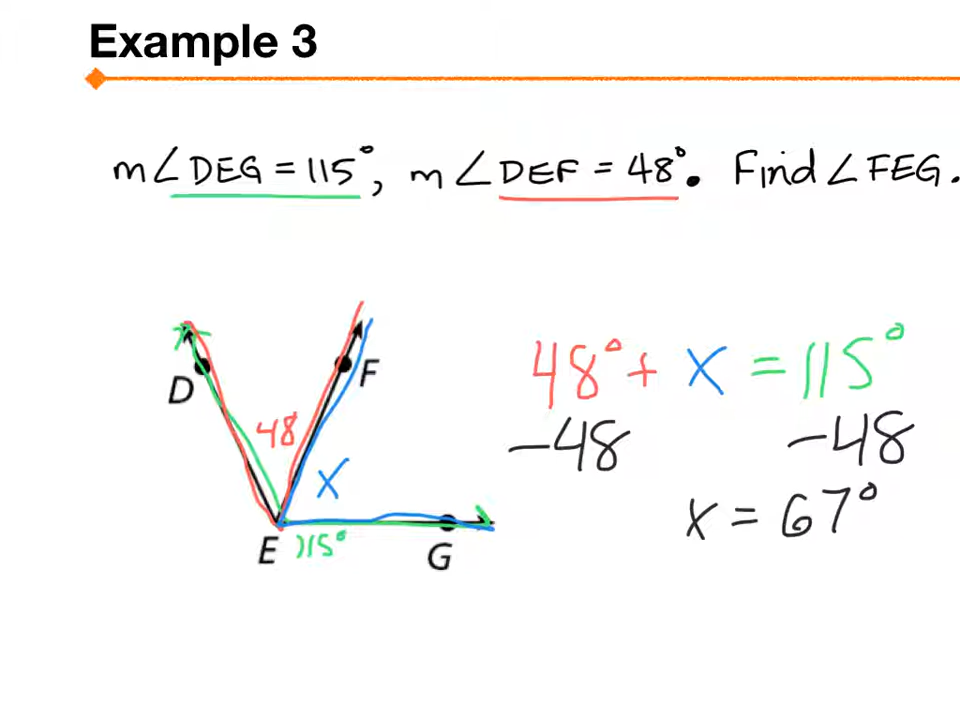 Example 3
m∠DEG = 115°, m∠DEF = 48°. Find ∠FEG.
D
F
48
x
E
115°
G
48° + x = 115°
-48 -48
x = 67°